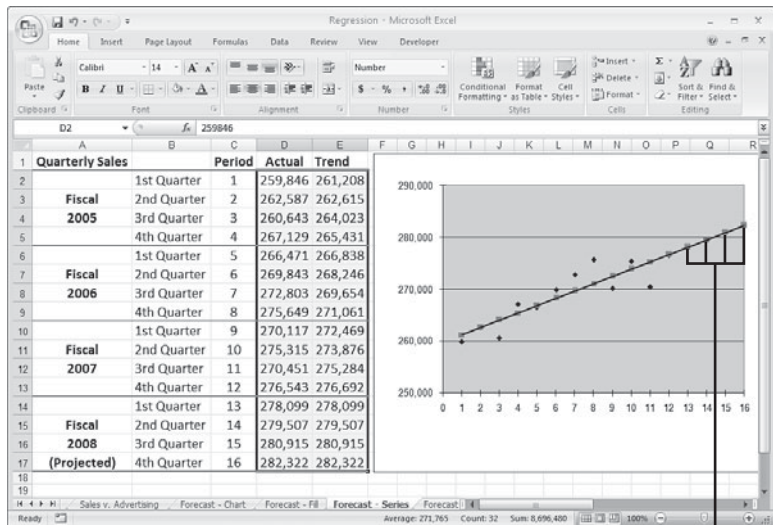 Regression - Microsoft Excel
Home Insert Page Layout Formulas Data Review View Developer
Calibri 14 A A Number Insert
Paste B I U A $ % , Conditional Formatting Format as Table Cell Styles Delete Format Sort & Filter Find & Select
Clipboard Font Alignment Number Styles Cells Editing
D2 fx 259846
A B C D E F G H I J K L M N O P Q R
1 Quarterly Sales Period Actual Trend
2 1st Quarter 1 259,846 261,208
3 Fiscal 2nd Quarter 2 262,587 262,615
4 2005 3rd Quarter 3 260,643 264,023
5 4th Quarter 4 267,129 265,431
6 1st Quarter 5 266,471 266,838
7 Fiscal 2nd Quarter 6 269,843 268,246
8 2006 3rd Quarter 7 272,803 269,654
9 4th Quarter 8 275,649 271,061
10 1st Quarter 9 270,117 272,469
11 Fiscal 2nd Quarter 10 275,315 273,876
12 2007 3rd Quarter 11 270,451 275,284
13 4th Quarter 12 276,543 276,692
14 1st Quarter 13 278,099 278,099
15 Fiscal 2nd Quarter 14 279,507 279,507
16 2008 3rd Quarter 15 280,915 280,915
17 (Projected) 4th Quarter 16 282,322 282,322
18
19
290,000
280,000
270,000
260,000
250,000
0 1 2 3 4 5 6 7 8 9 10 11 12 13 14 15 16
Sales v. Advertising Forecast - Chart Forecast - Fill Forecast - Series Forecast
Ready Average: 271,765 Count: 32 Sum: 8,696,480 100%